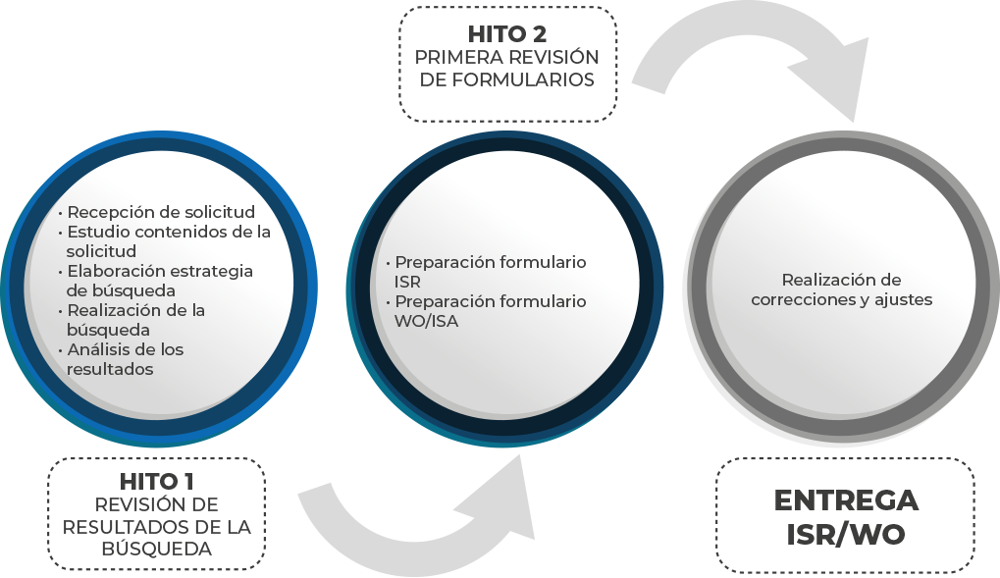 HITO 2
PRIMERA REVISIÓN
DE FORMULARIOS
· Recepción de solicitud
· Estudio contenidos de la
solicitud
· Elaboración estrategia
de búsqueda
· Realización de la
búsqueda
· Análisis de los
resultados
· Preparación formulario
ISR
· Preparación formulario
WO/ISA
Realización de
correcciones y ajustes
HITO 1
REVISIÓN DE
RESULTADOS DE LA
BÚSQUEDA
ENTREGA
ISR/WO